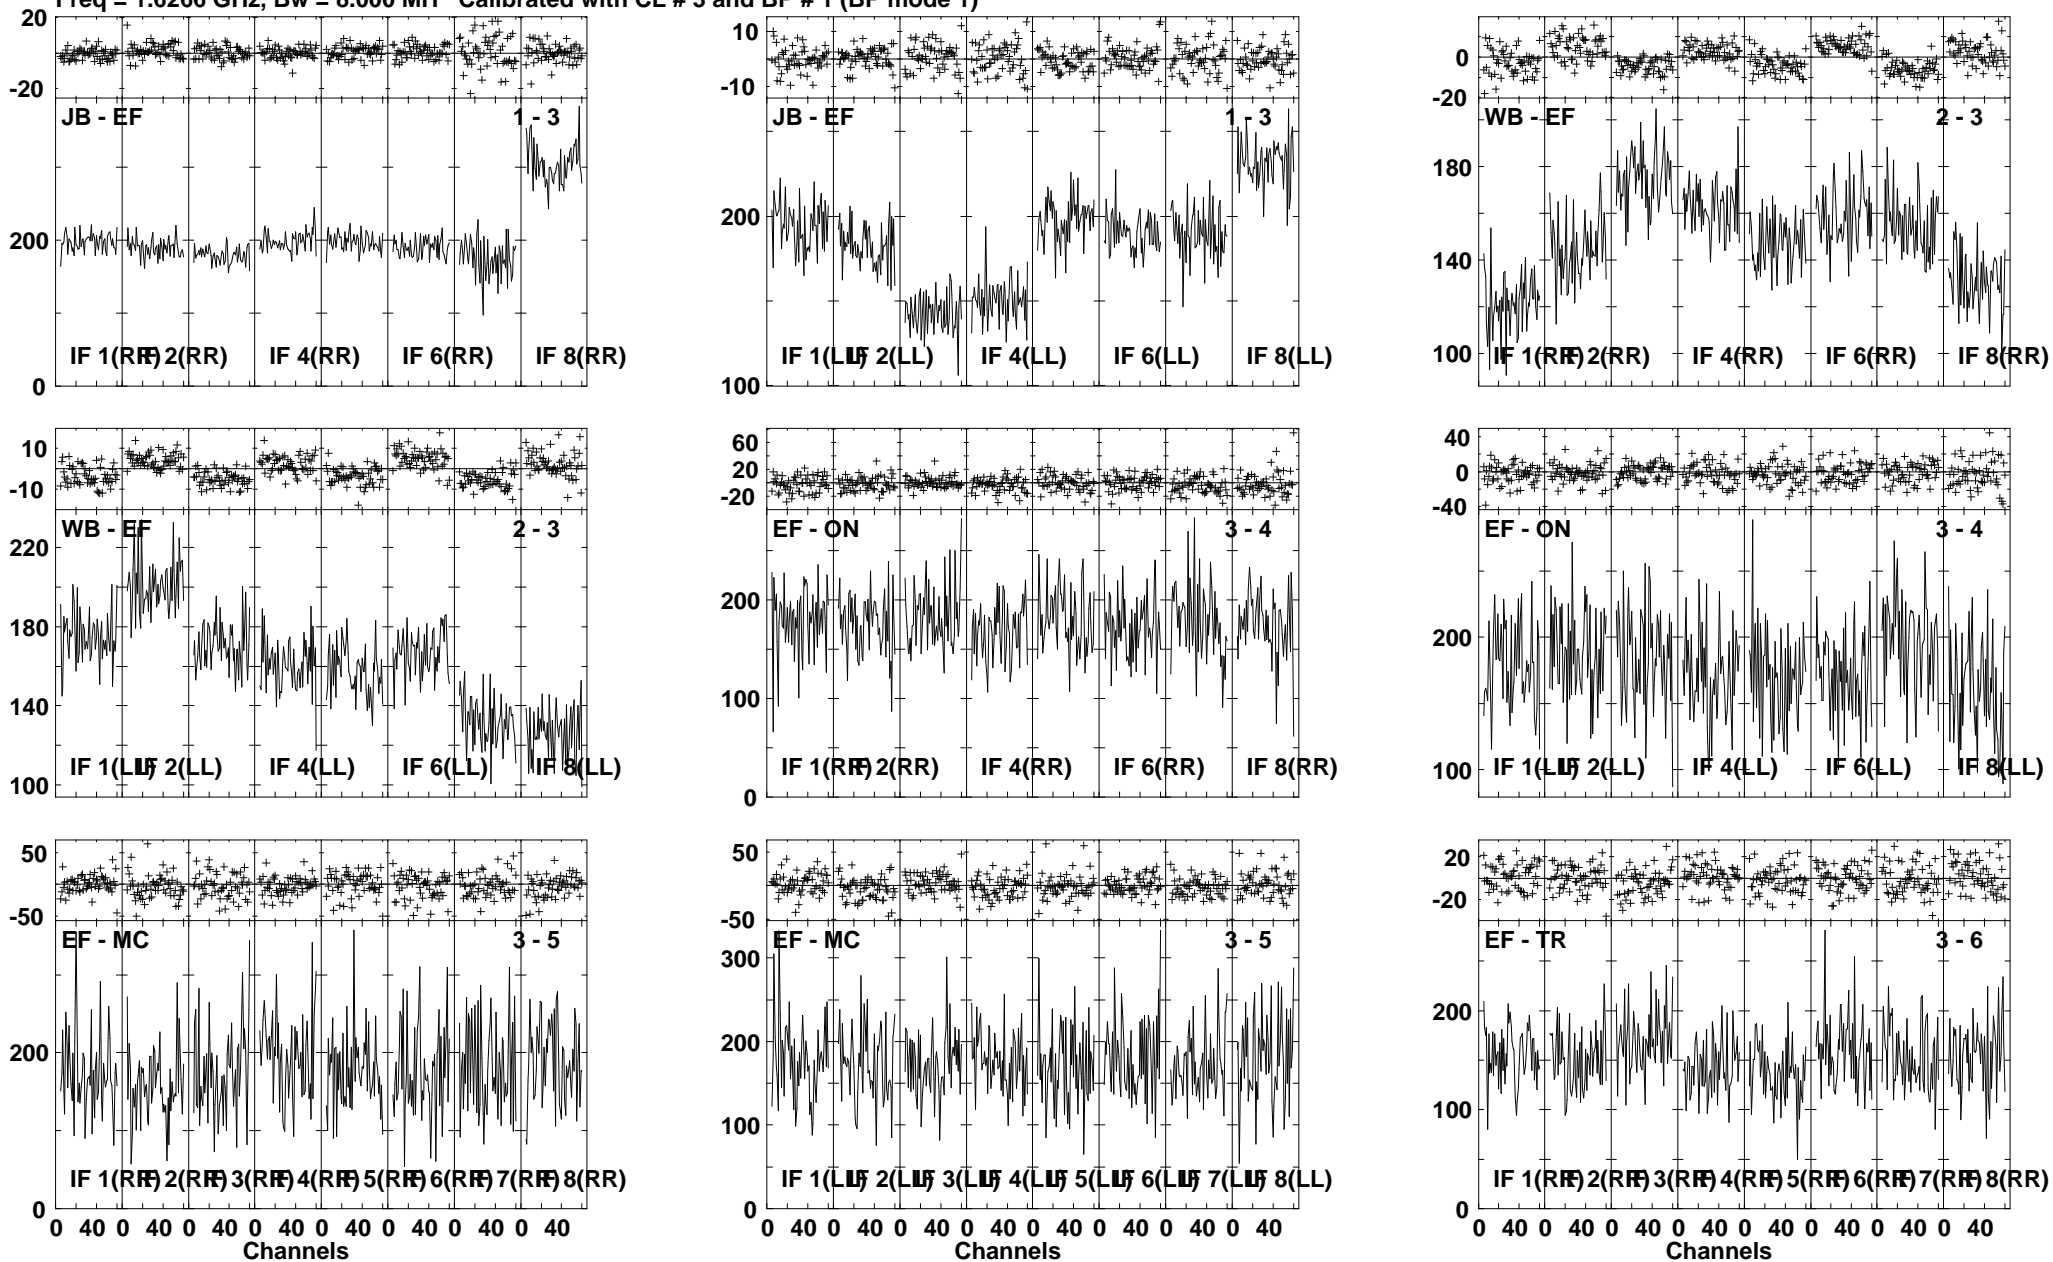 Freq = 1.6266 GHz, Bw = 8.000 MH Calibrated with CL # 3 and BP # 1 (BP mode 1)
20
0
-20
JB - EF 1 - 3
200
0
IF 1(RR) IF 2(RR) IF 4(RR) IF 6(RR) IF 8(RR)
10
-10
JB - EF 1 - 3
200
100
IF 1(LL) IF 2(LL) IF 4(LL) IF 6(LL) IF 8(LL)
0
-20
WB - EF 2 - 3
180
140
100
IF 1(RR) IF 2(RR) IF 4(RR) IF 6(RR) IF 8(RR)
10
-10
WB - EF 2 - 3
220
180
140
100
IF 1(LL) IF 2(LL) IF 4(LL) IF 6(LL) IF 8(LL)
60
20
-20
EF - ON 3 - 4
200
100
0
IF 1(RR) IF 2(RR) IF 4(RR) IF 6(RR) IF 8(RR)
40
0
-40
EF - ON 3 - 4
200
100
IF 1(LL) IF 2(LL) IF 4(LL) IF 6(LL) IF 8(LL)
50
0
-50
EF - MC 3 - 5
200
0
IF 1(RR) IF 2(RR) IF 3(RR) IF 4(RR) IF 5(RR) IF 6(RR) IF 7(RR) IF 8(RR)
0 40 0 40 0 40 0 40 0 40 0 40 0 40 0 40
Channels
50
0
-50
EF - MC 3 - 5
300
200
100
0
IF 1(LL) IF 2(LL) IF 3(LL) IF 4(LL) IF 5(LL) IF 6(LL) IF 7(LL) IF 8(LL)
0 40 0 40 0 40 0 40 0 40 0 40 0 40 0 40
Channels
20
0
-20
EF - TR 3 - 6
200
100
0
IF 1(RR) IF 2(RR) IF 3(RR) IF 4(RR) IF 5(RR) IF 6(RR) IF 7(RR) IF 8(RR)
0 40 0 40 0 40 0 40 0 40 0 40 0 40 0 40
Channels